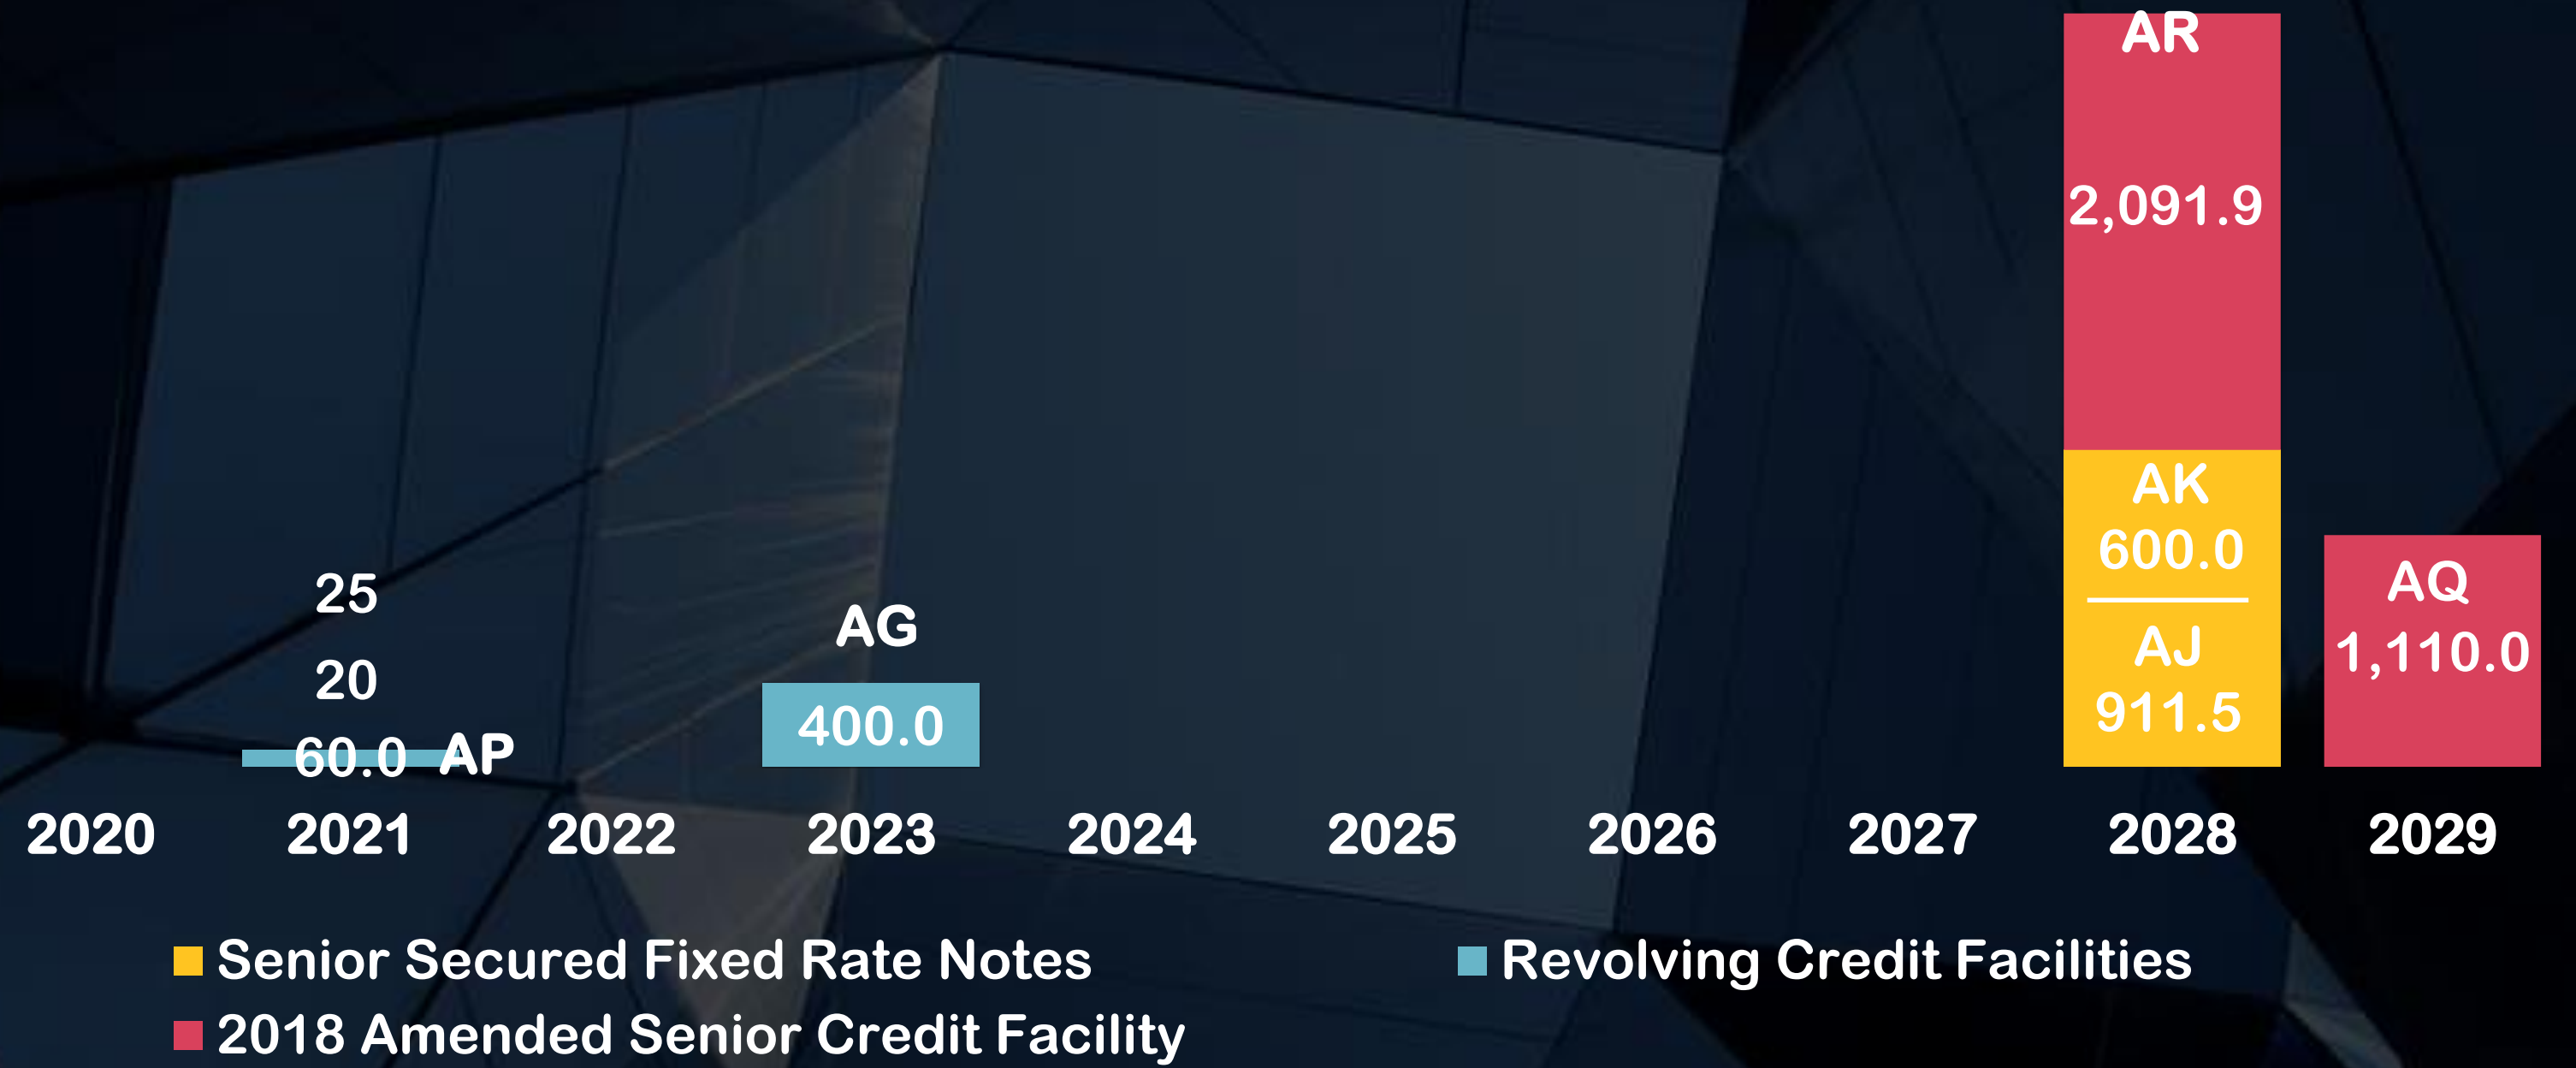 AR
2,091.9
AK
600.0
AJ
911.5
AQ
1,110.0
25
20
60.0 AP
AG
400.0
2020 2021 2022 2023 2024 2025 2026 2027 2028 2029
Senior Secured Fixed Rate Notes
Revolving Credit Facilities
2018 Amended Senior Credit Facility